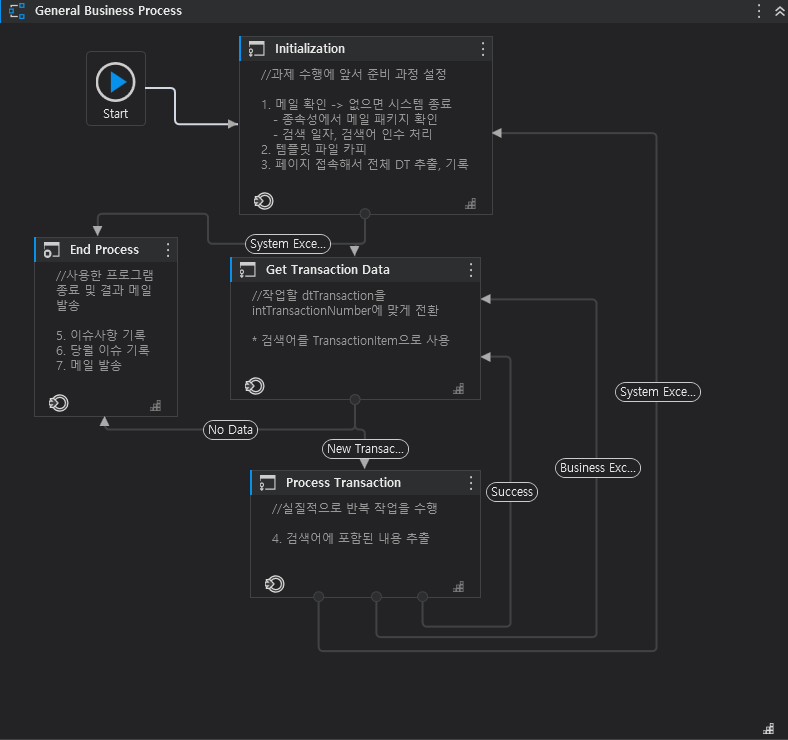 General Business Process
Start
Initialization
//과제 수행에 앞서 준비 과정 설정
1. 메일 확인 -> 없으면 시스템 종료
- 종속성에서 메일 패키지 확인
- 검색 일자, 검색어 인수 처리
2. 템플릿 파일 카피
3. 페이지 접속해서 전체 DT 추출, 기록
System Exce...
End Process
//사용한 프로그램
종료 및 결과 메일
발송
5. 이슈사항 기록
6. 당월 이슈 기록
7. 메일 발송
Get Transaction Data
//작업할 dtTransaction을
intTransactionNumber에 맞게 전환
* 검색어를 TransactionItem으로 사용
System Exce...
No Data
New Transac...
Business Exc...
Process Transaction
Success
//실질적으로 반복 작업을 수행
4. 검색어에 포함된 내용 추출